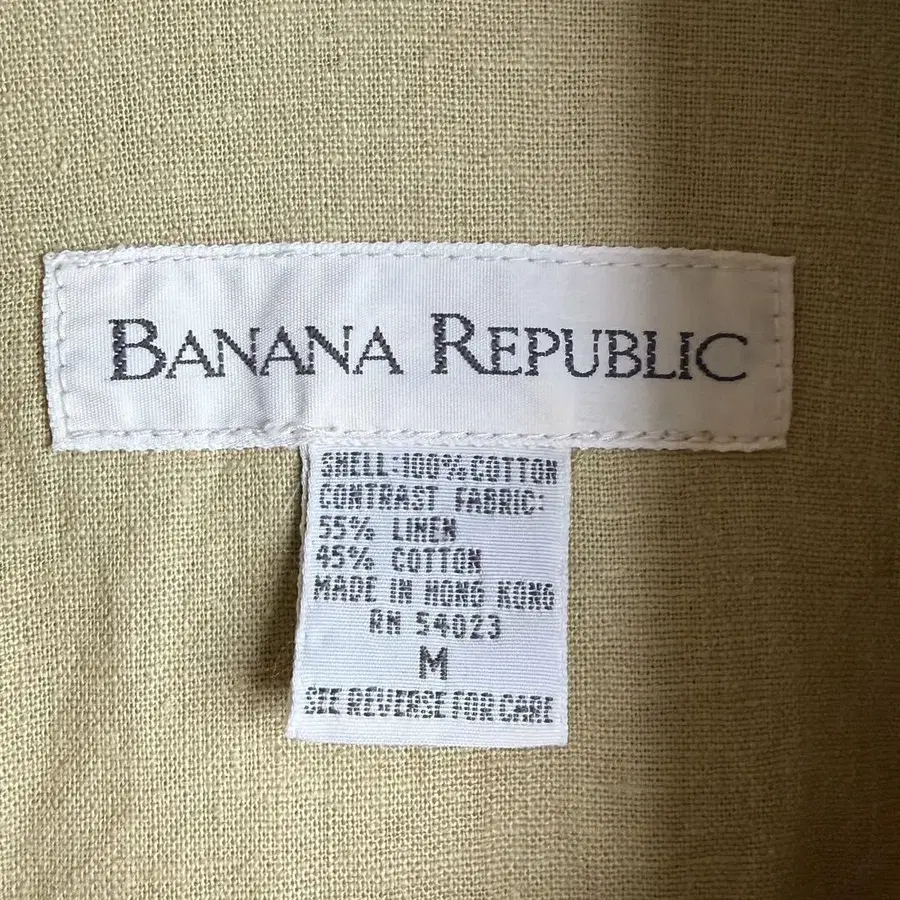 BANANA REPUBLIC
SHELL:100%COTTON
CONTRAST FABRIC:
55% LINEN
45% COTTON
MADE IN HONG KONG
RN 54023
M
SEE REVERSE FOR CARE